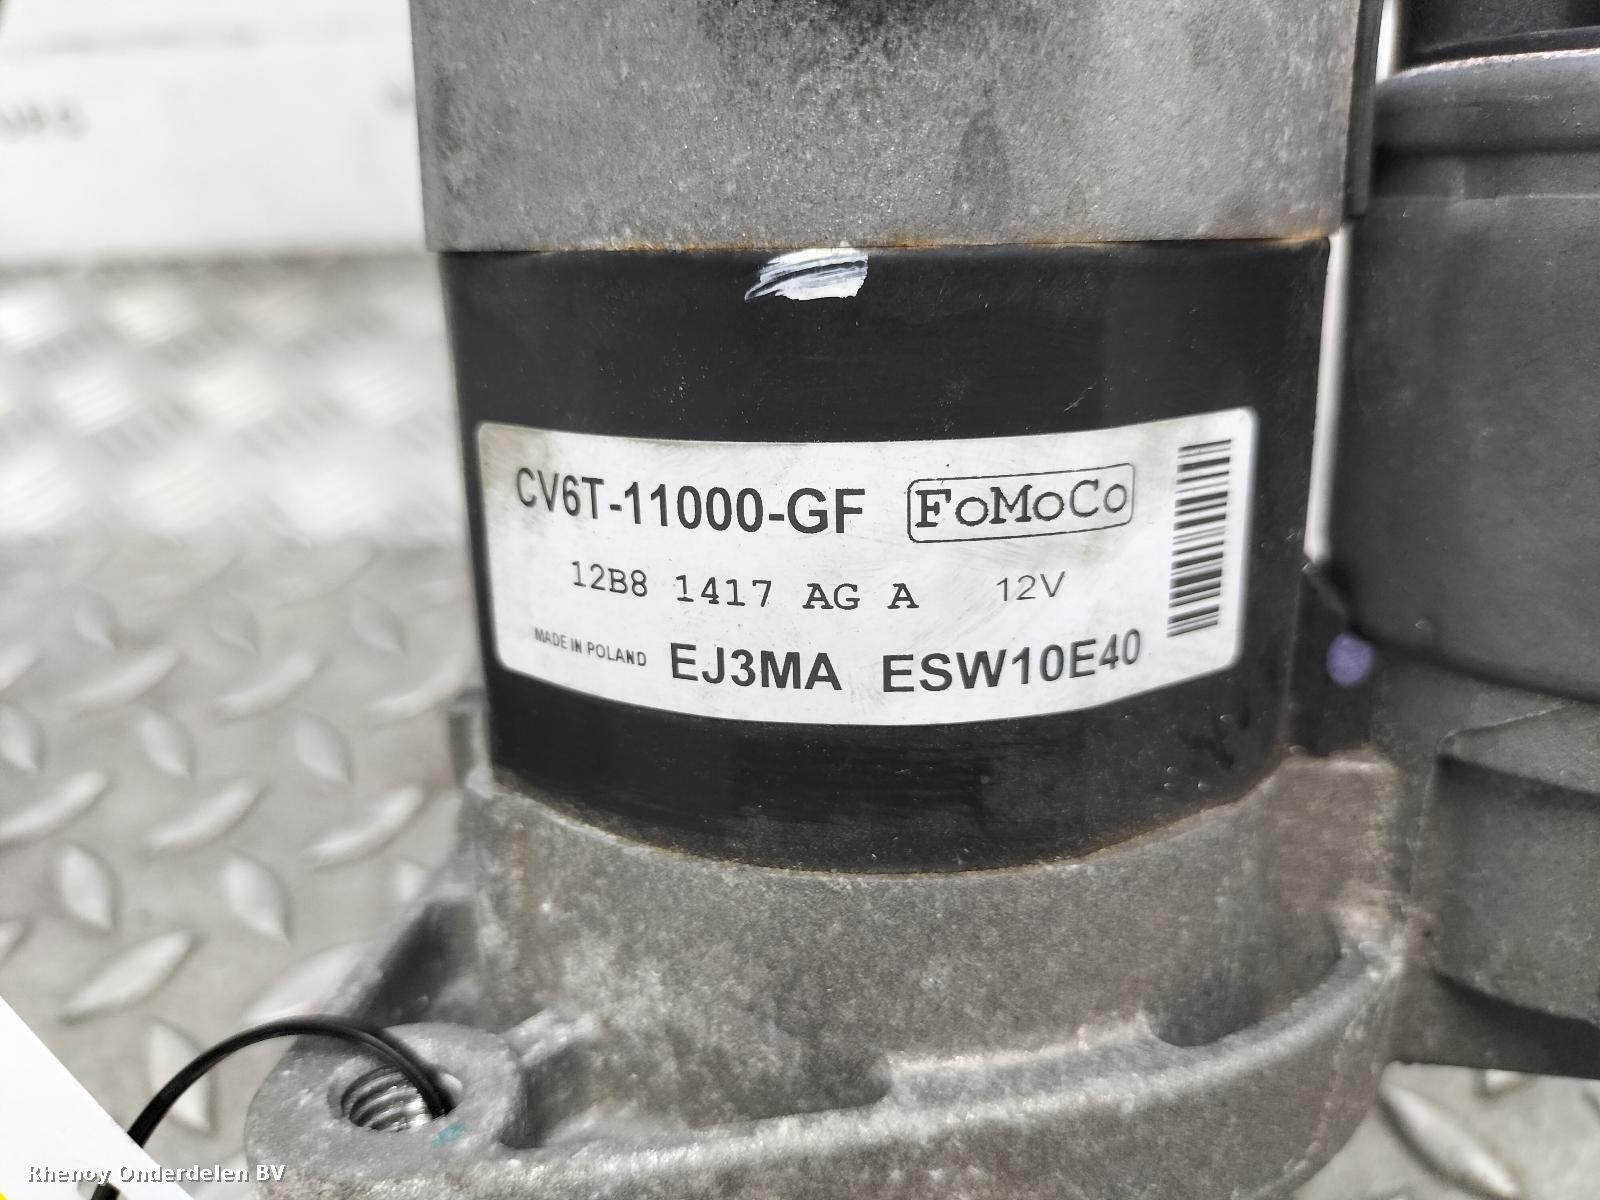 CV6T-11000-GF FoMoCo
12B8 1417 AG A 12V
MADE IN POLAND EJ3MA ESW10E40
Rhenoy Onderdelen BV